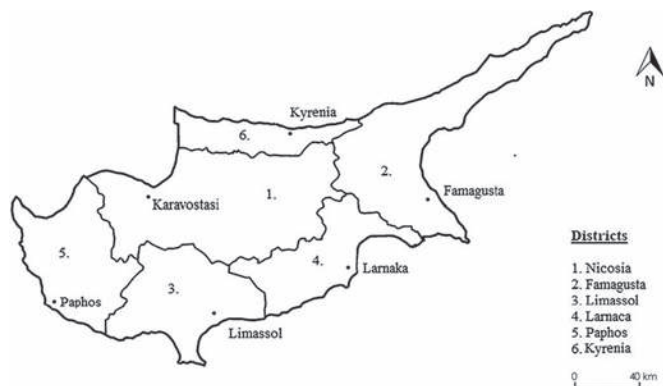 Kyrenia
6.
N
2.
Karavostasi
1.
Famagusta
5.
4.
Larnaka
Paphos
3.
Limassol
Districts
1. Nicosia
2. Famagusta
3. Limassol
4. Larnaca
5. Paphos
6. Kyrenia
0 40 km